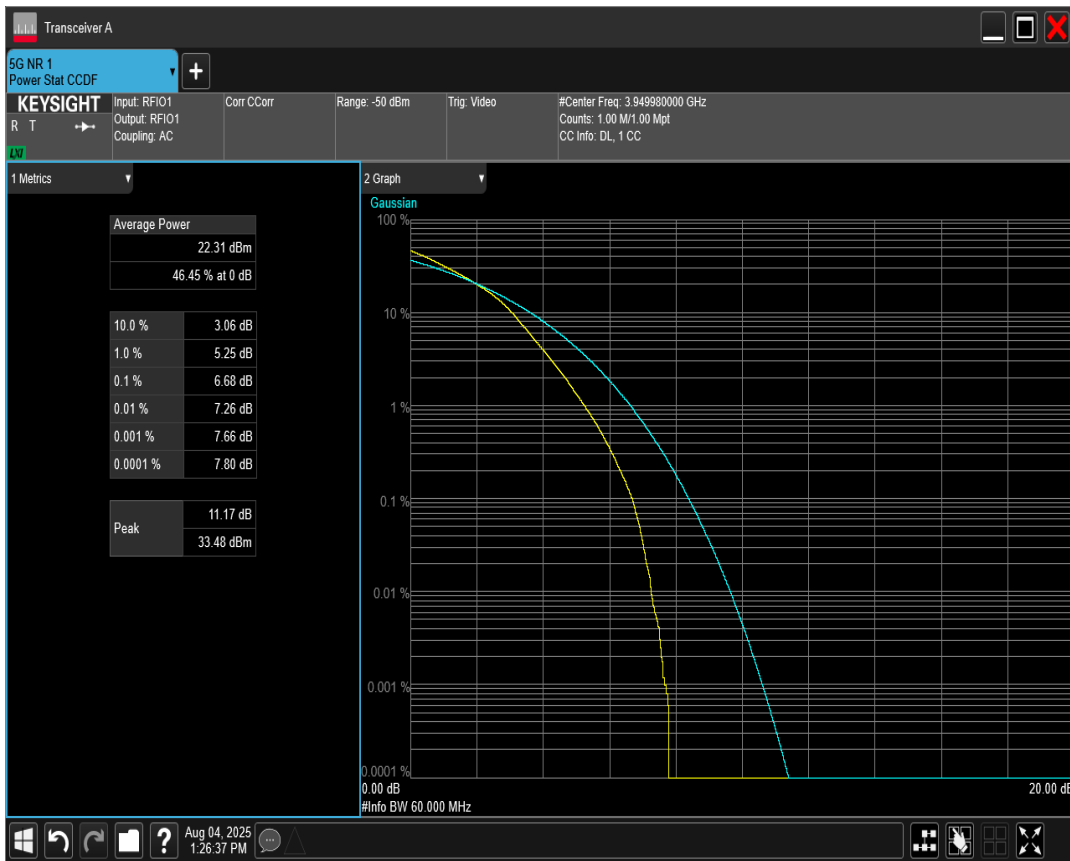 Transceiver A
5G NR 1
Power Stat CCDF
KEYSIGHT
R T
LXI
Input: RFIO1
Output: RFIO1
Coupling: AC
Corr CCorr
Range: -50 dBm
Trig: Video
#Center Freq: 3.949980000 GHz
Counts: 1.00 M/1.00 Mpt
CC Info: DL, 1 CC
1 Metrics
Average Power
22.31 dBm
46.45 % at 0 dB
10.0 % 3.06 dB
1.0 % 5.25 dB
0.1 % 6.68 dB
0.01 % 7.26 dB
0.001 % 7.66 dB
0.0001 % 7.80 dB
Peak 11.17 dB
33.48 dBm
2 Graph
Gaussian
100 %
10 %
1 %
0.1 %
0.01 %
0.001 %
0.0001 %
0.00 dB 20.00 dB
#Info BW 60.000 MHz
? Aug 04, 2025
1:26:37 PM